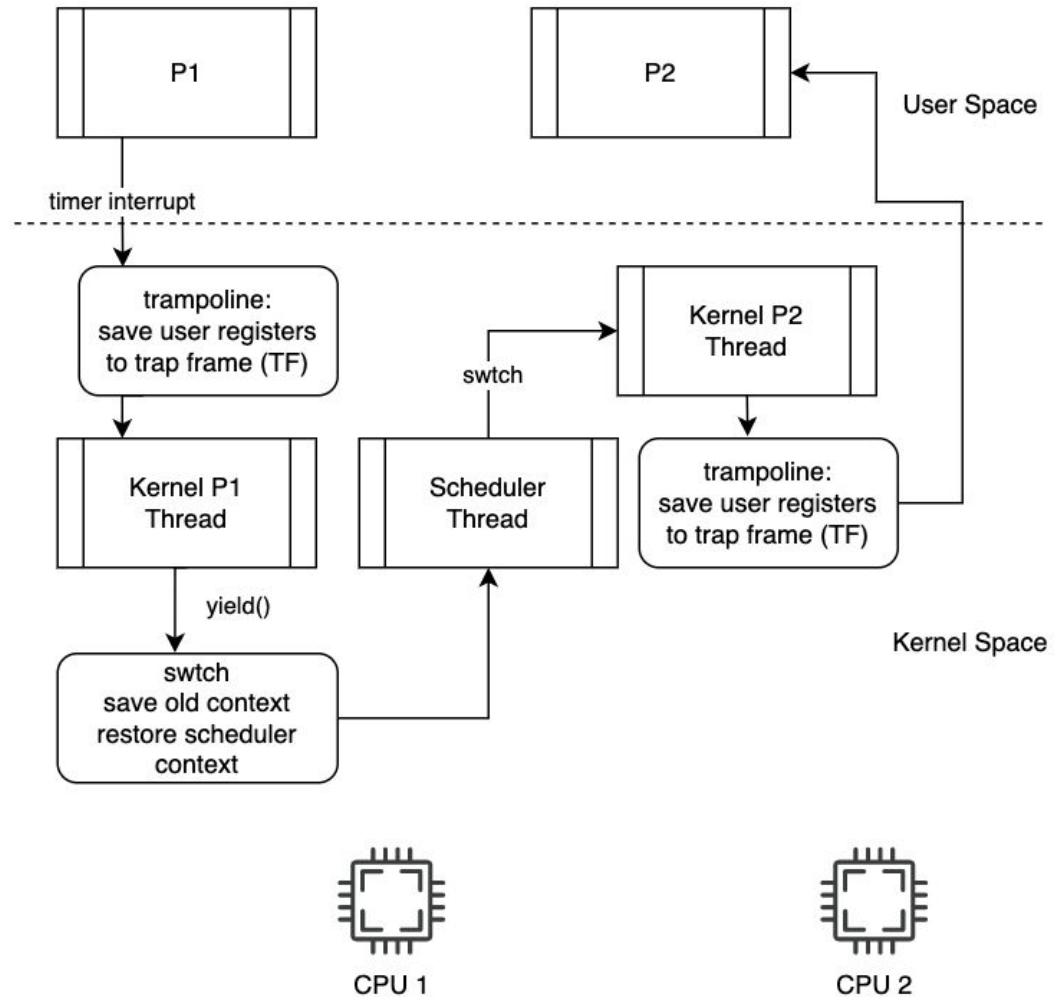 P1
P2
User Space
timer interrupt
trampoline:
save user registers
to trap frame (TF)
Kernel P2
Thread
swtch
Kernel P1
Thread
Scheduler
Thread
trampoline:
save user registers
to trap frame (TF)
yield()
Kernel Space
swtch
save old context
restore scheduler
context
CPU 1
CPU 2